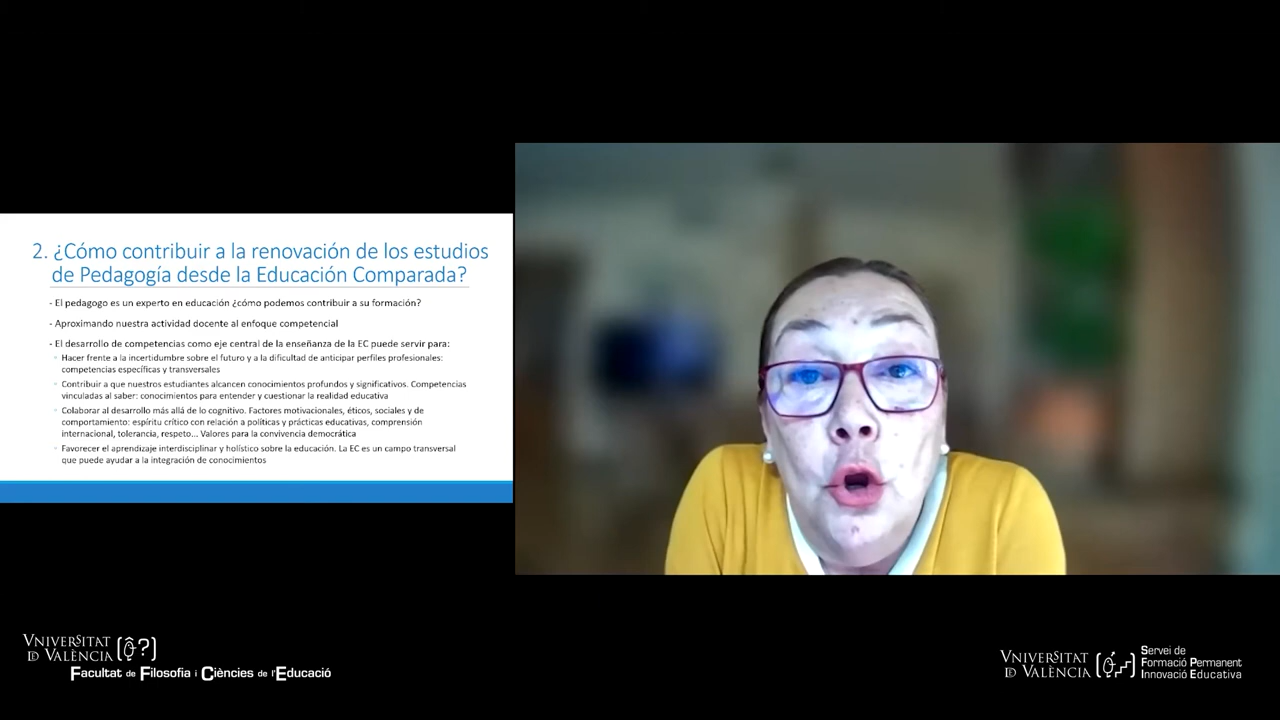 2. ¿Cómo contribuir a la renovación de los estudios
de Pedagogía desde la Educación Comparada?
- El pedagogo es un experto en educación ¿cómo podemos contribuir a su formación?
- Aproximando nuestra actividad docente al enfoque competencial
- El desarrollo de competencias como eje central de la enseñanza de la EC puede servir para:
◦ Hacer frente a la incertidumbre sobre el futuro y a la dificultad de anticipar perfiles profesionales:
competencias específicas y transversales
◦ Contribuir a que nuestros estudiantes alcancen conocimientos profundos y significativos. Competencias
vinculadas al saber: conocimientos para entender y cuestionar la realidad educativa
◦ Colaborar al desarrollo más allá de lo cognitivo. Factores motivacionales, éticos, sociales y de
comportamiento: espíritu crítico con relación a políticas y prácticas educativas, comprensión
internacional, tolerancia, respeto... Valores para la convivencia democrática
◦ Favorecer el aprendizaje interdisciplinar y holístico sobre la educación. La EC es un campo transversal
que puede ayudar a la integración de conocimientos
VNIVERSITAT
ID VALÈNCIA
Facultat de Filosofia i Ciències de l'Educació
VNIVERSITAT
ID VALÈNCIA
Servei de
Formació Permanent
Innovació Educativa